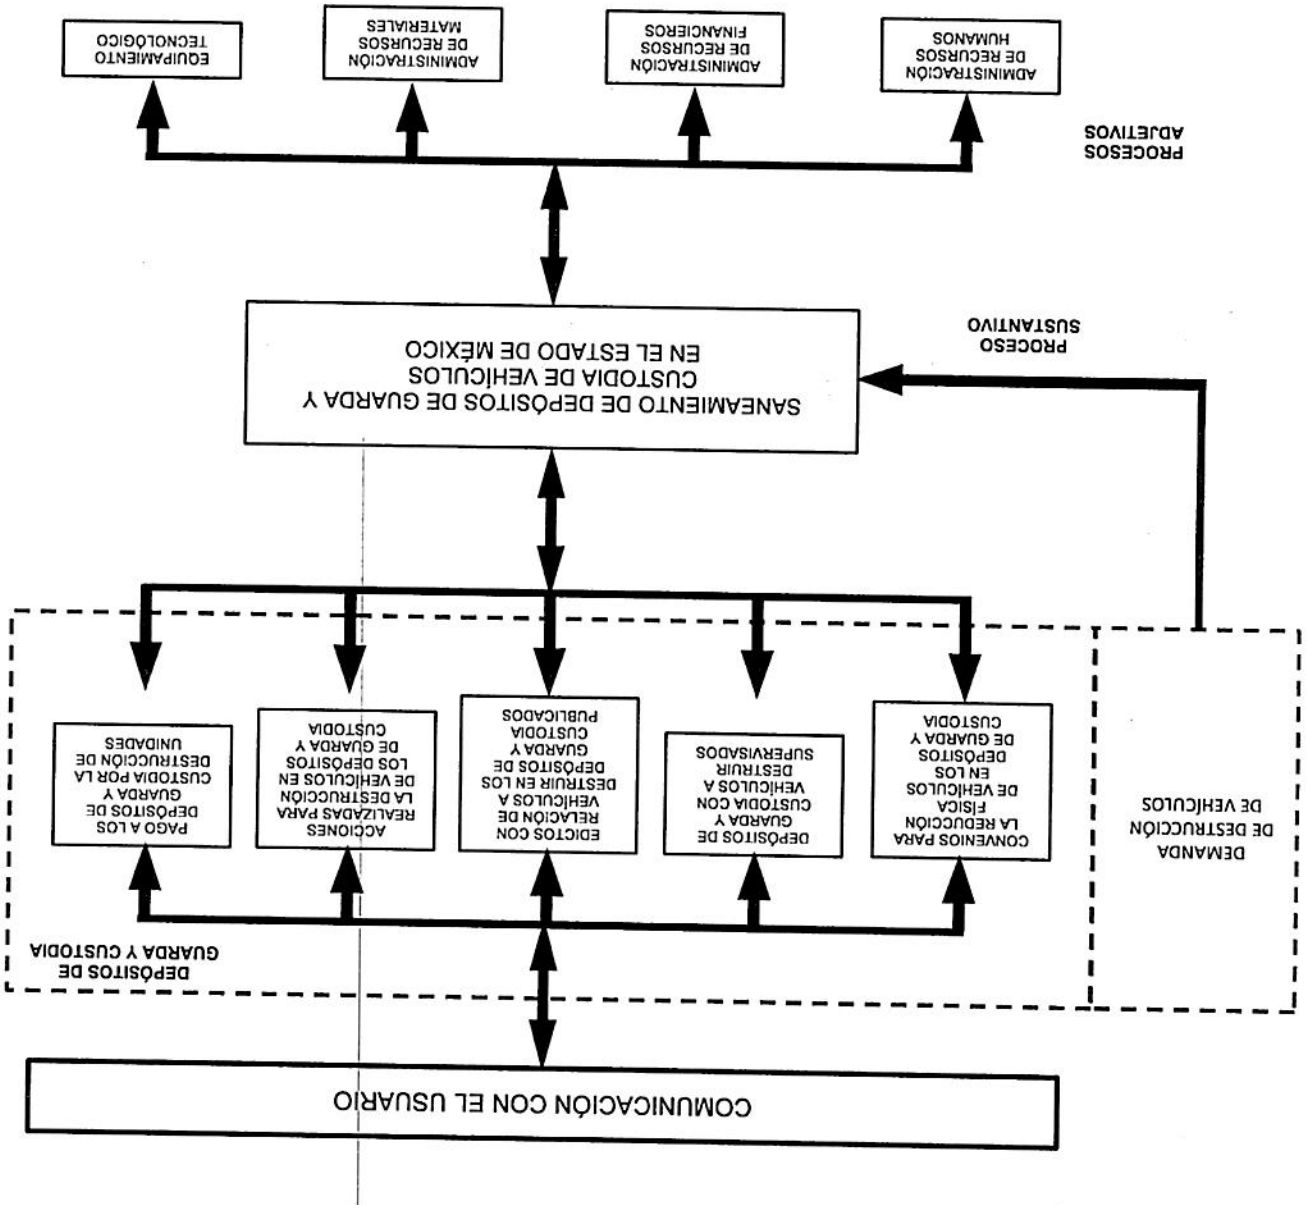 COMUNICACIÓN CON EL USUARIO
DEMANDA
DE DESTRUCCIÓN
DE VEHÍCULOS
DEPÓSITOS DE
GUARDA Y CUSTODIA
CONVENIOS PARA
LA REDUCCIÓN
FÍSICA
DE VEHÍCULOS
EN LOS
DEPÓSITOS
DE GUARDA Y
CUSTODIA
DEPÓSITOS DE
GUARDA Y
CUSTODIA CON
VEHÍCULOS A
DESTRUIR
SUPERVISADOS
EDICTOS CON
RELACIÓN DE
VEHÍCULOS A
DESTRUIR EN LOS
DEPÓSITOS DE
GUARDA Y
CUSTODIA
PUBLICADOS
ACCIONES
REALIZADAS PARA
LA DESTRUCCIÓN
DE VEHÍCULOS EN
LOS DEPÓSITOS
DE GUARDA Y
CUSTODIA
PAGO A LOS
DEPÓSITOS DE
GUARDA Y
CUSTODIA POR LA
DESTRUCCIÓN DE
UNIDADES
PROCESO
SUSTANTIVO
SANEAMIENTO DE DEPÓSITOS DE GUARDA Y
CUSTODIA DE VEHÍCULOS
EN EL ESTADO DE MÉXICO
PROCESOS
ADJETIVOS
ADMINISTRACIÓN
DE RECURSOS
HUMANOS
ADMINISTRACIÓN
DE RECURSOS
FINANCIEROS
ADMINISTRACIÓN
DE RECURSOS
MATERIALES
EQUIPAMIENTO
TECNOLÓGICO